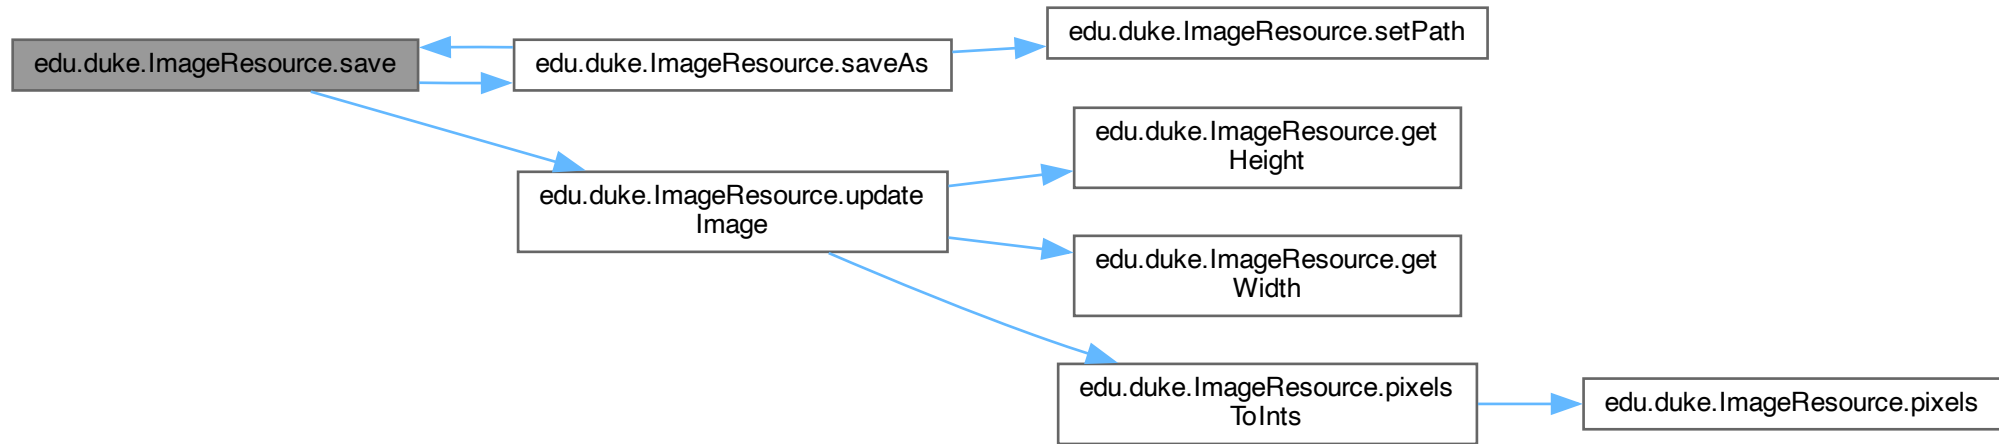 edu.duke.ImageResource.save
edu.duke.ImageResource.saveAs
edu.duke.ImageResource.setPath
edu.duke.ImageResource.update
Image
edu.duke.ImageResource.get
Height
edu.duke.ImageResource.get
Width
edu.duke.ImageResource.pixels
ToInts
edu.duke.ImageResource.pixels